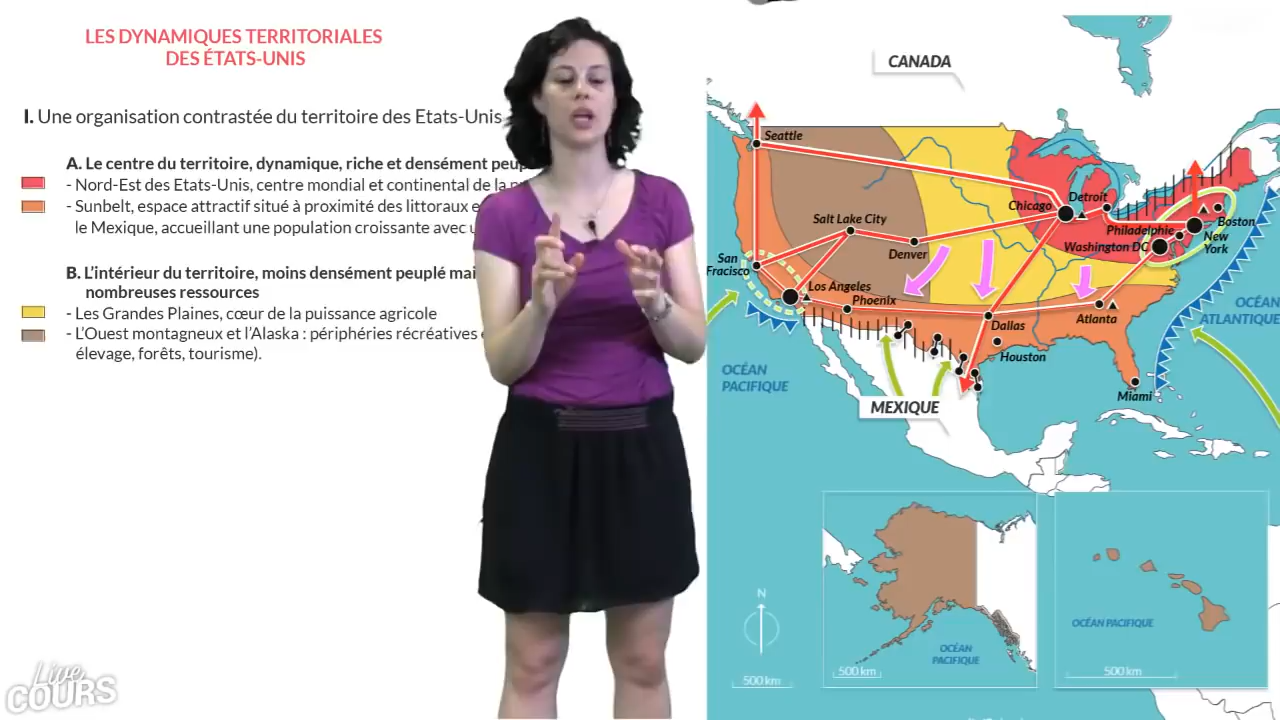 LES DYNAMIQUES TERRITORIALES
DES ÉTATS-UNIS
I. Une organisation contrastée du territoire des Etats-Unis
A. Le centre du territoire, dynamique, riche et densément
- Nord-Est des Etats-Unis, centre mondial et continental de la
- Sunbelt, espace attractif situé à proximité des littoraux
le Mexique, accueillant une population croissante avec
B. L'intérieur du territoire, moins densément peuplé
nombreuses ressources
- Les Grandes Plaines, cœur de la puissance agricole
- L'Ouest montagneux et l'Alaska : périphéries récréatives
élevage, forêts, tourisme).
CANADA
Seattle
Chicago
Detroit
Salt Lake City
Denver
Philadelphie
Boston
Washington DC
New
York
San
Fracisco
Los Angeles
Phoenix
Dallas
Atlanta
Houston
Miami
OCÉAN
ATLANTIQUE
OCÉAN
PACIFIQUE
MEXIQUE
N
500 km
OCÉAN
PACIFIQUE
500 km
OCÉAN PACIFIQUE
500 km
Live
COURS